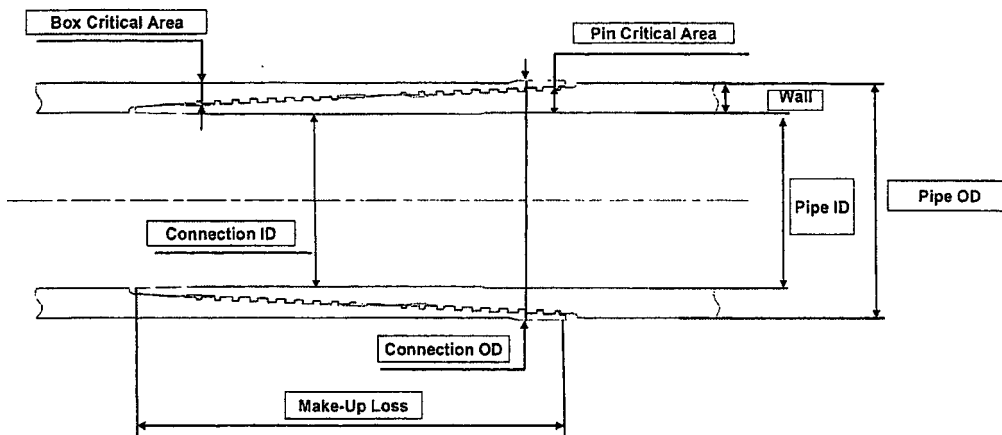 Box Critical Area
Pin Critical Area
Wall
Pipe ID
Pipe OD
Connection ID
Connection OD
Make-Up Loss